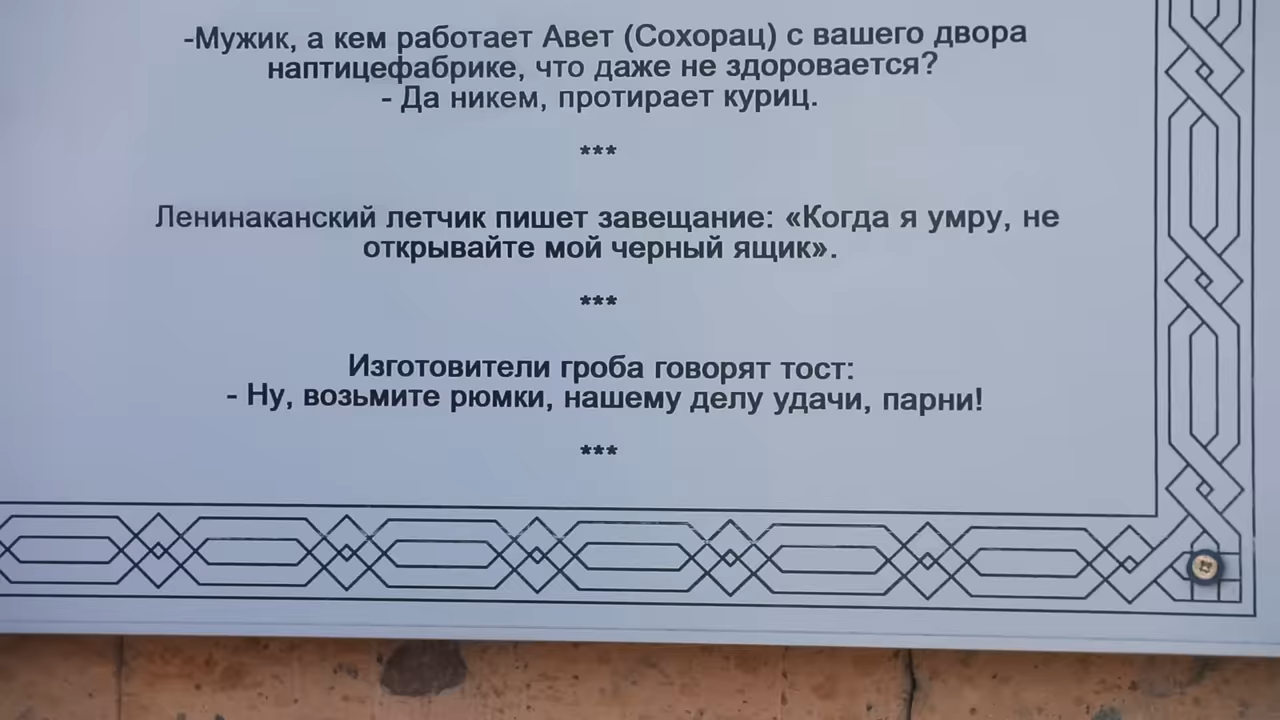 -Мужик, а кем работает Авет (Сохорац) с вашего двора
наптицефабрике, что даже не здоровается?
- Да никем, протирает куриц.
***
Ленинаканский летчик пишет завещание: «Когда я умру, не
открывайте мой черный ящик».
***
Изготовители гроба говорят тост:
- Ну, возьмите рюмки, нашему делу удачи, парни!
***